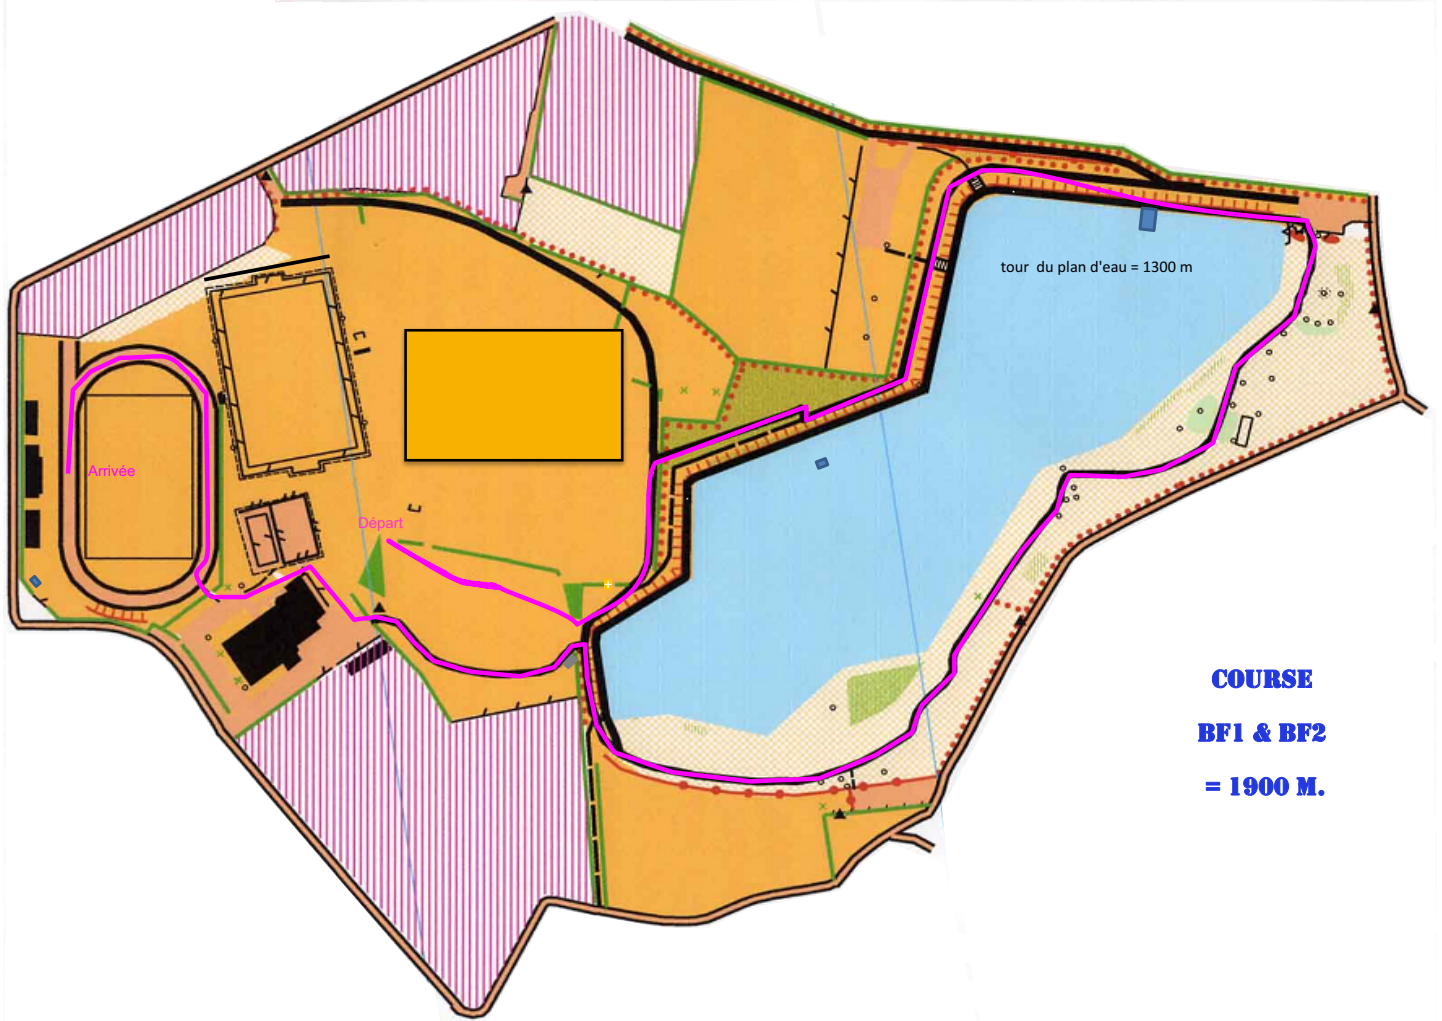 tour du plan d'eau = 1300 m
Arrivée
Départ
COURSE
BF1 & BF2
= 1900 M.